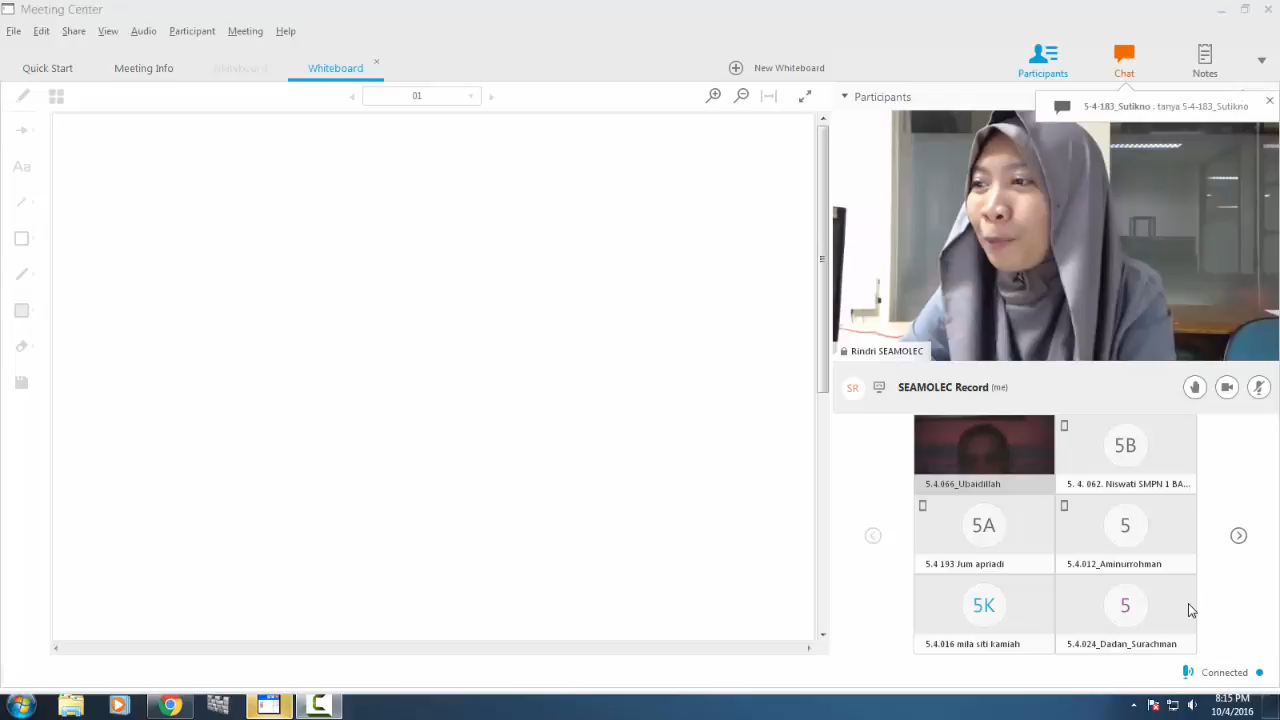 Meeting Center
File Edit Share View Audio Participant Meeting Help
Quick Start Meeting Info Whiteboard Whiteboard New Whiteboard Participants Chat Notes
01
Participants
5-4-183_Sutikno : tanya 5-4-183_Sutikno
Aa
Rindri SEAMOLEC
SR SEAMOLEC Record (me)
5B
5.4.066_Ubaidillah 5. 4. 062. Niswati SMPN 1 BA...
5A 5
5.4 193 Jum apriadi 5.4.012_Aminurrohman
5K 5
5.4.016 mila siti kamiah 5.4.024_Dadan_Surachman
Connected
8:15 PM
10/4/2016